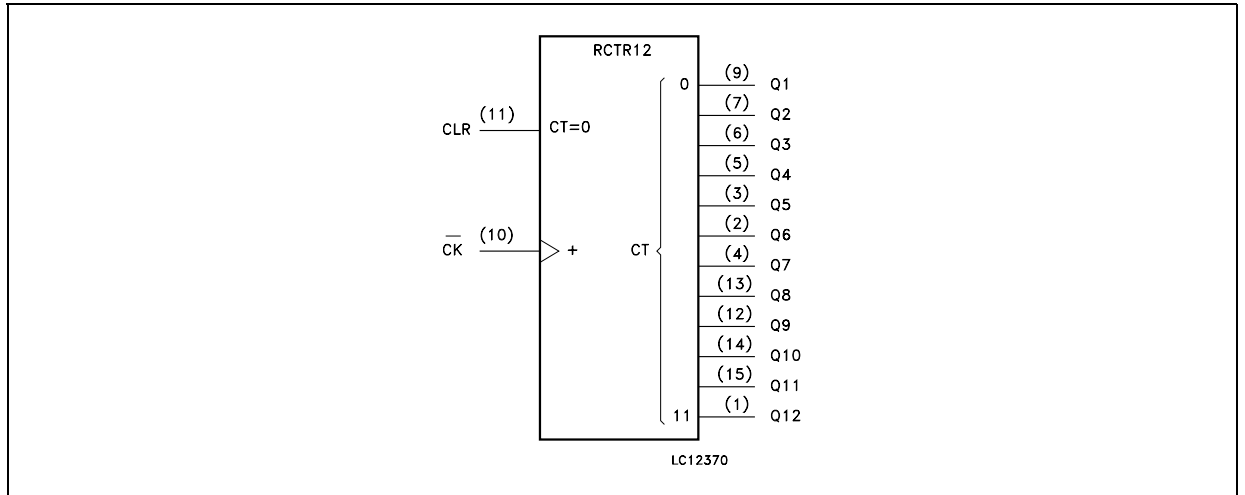 RCTR12
0 (9) Q1
(7) Q2
CLR (11) CT=0
(6) Q3
(5) Q4
(3) Q5
(2) Q6
C̅K̅ (10) + CT
(4) Q7
(13) Q8
(12) Q9
(14) Q10
(15) Q11
11 (1) Q12
LC12370